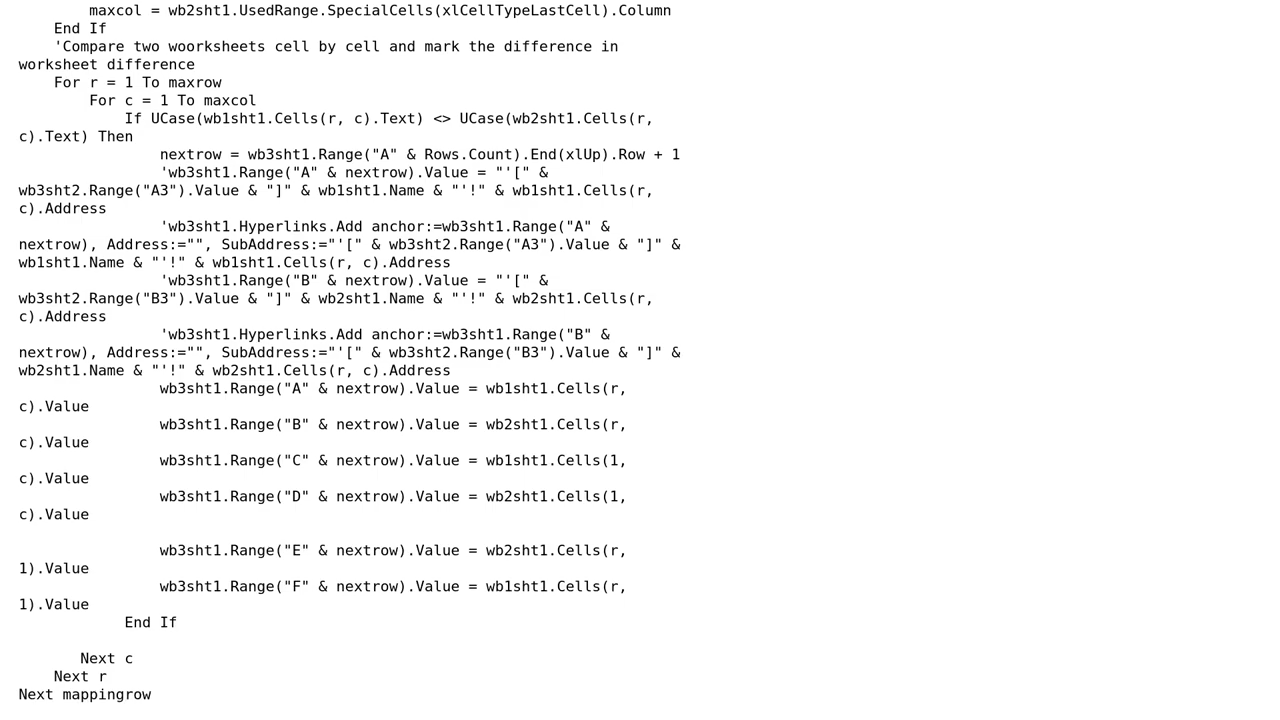 maxcol = wb2sht1.UsedRange.SpecialCells(xlCellTypeLastCell).Column
    End If
    'Compare two woorksheets cell by cell and mark the difference in
worksheet difference
    For r = 1 To maxrow
        For c = 1 To maxcol
            If UCase(wb1sht1.Cells(r, c).Text) <> UCase(wb2sht1.Cells(r,
c).Text) Then
                nextrow = wb3sht1.Range("A" & Rows.Count).End(xlUp).Row + 1
                'wb3sht1.Range("A" & nextrow).Value = "'[" &
wb3sht2.Range("A3").Value & "]" & wb1sht1.Name & "'!" & wb1sht1.Cells(r,
c).Address
                'wb3sht1.Hyperlinks.Add anchor:=wb3sht1.Range("A" &
nextrow), Address:="", SubAddress:="'[" & wb3sht2.Range("A3").Value & "]" &
wb1sht1.Name & "'!" & wb1sht1.Cells(r, c).Address
                'wb3sht1.Range("B" & nextrow).Value = "'[" &
wb3sht2.Range("B3").Value & "]" & wb2sht1.Name & "'!" & wb2sht1.Cells(r,
c).Address
                'wb3sht1.Hyperlinks.Add anchor:=wb3sht1.Range("B" &
nextrow), Address:="", SubAddress:="'[" & wb3sht2.Range("B3").Value & "]" &
wb2sht1.Name & "'!" & wb2sht1.Cells(r, c).Address
                wb3sht1.Range("A" & nextrow).Value = wb1sht1.Cells(r,
c).Value
                wb3sht1.Range("B" & nextrow).Value = wb2sht1.Cells(r,
c).Value
                wb3sht1.Range("C" & nextrow).Value = wb1sht1.Cells(1,
c).Value
                wb3sht1.Range("D" & nextrow).Value = wb2sht1.Cells(1,
c).Value

                wb3sht1.Range("E" & nextrow).Value = wb2sht1.Cells(r,
1).Value
                wb3sht1.Range("F" & nextrow).Value = wb1sht1.Cells(r,
1).Value
            End If

       Next c
    Next r
Next mappingrow